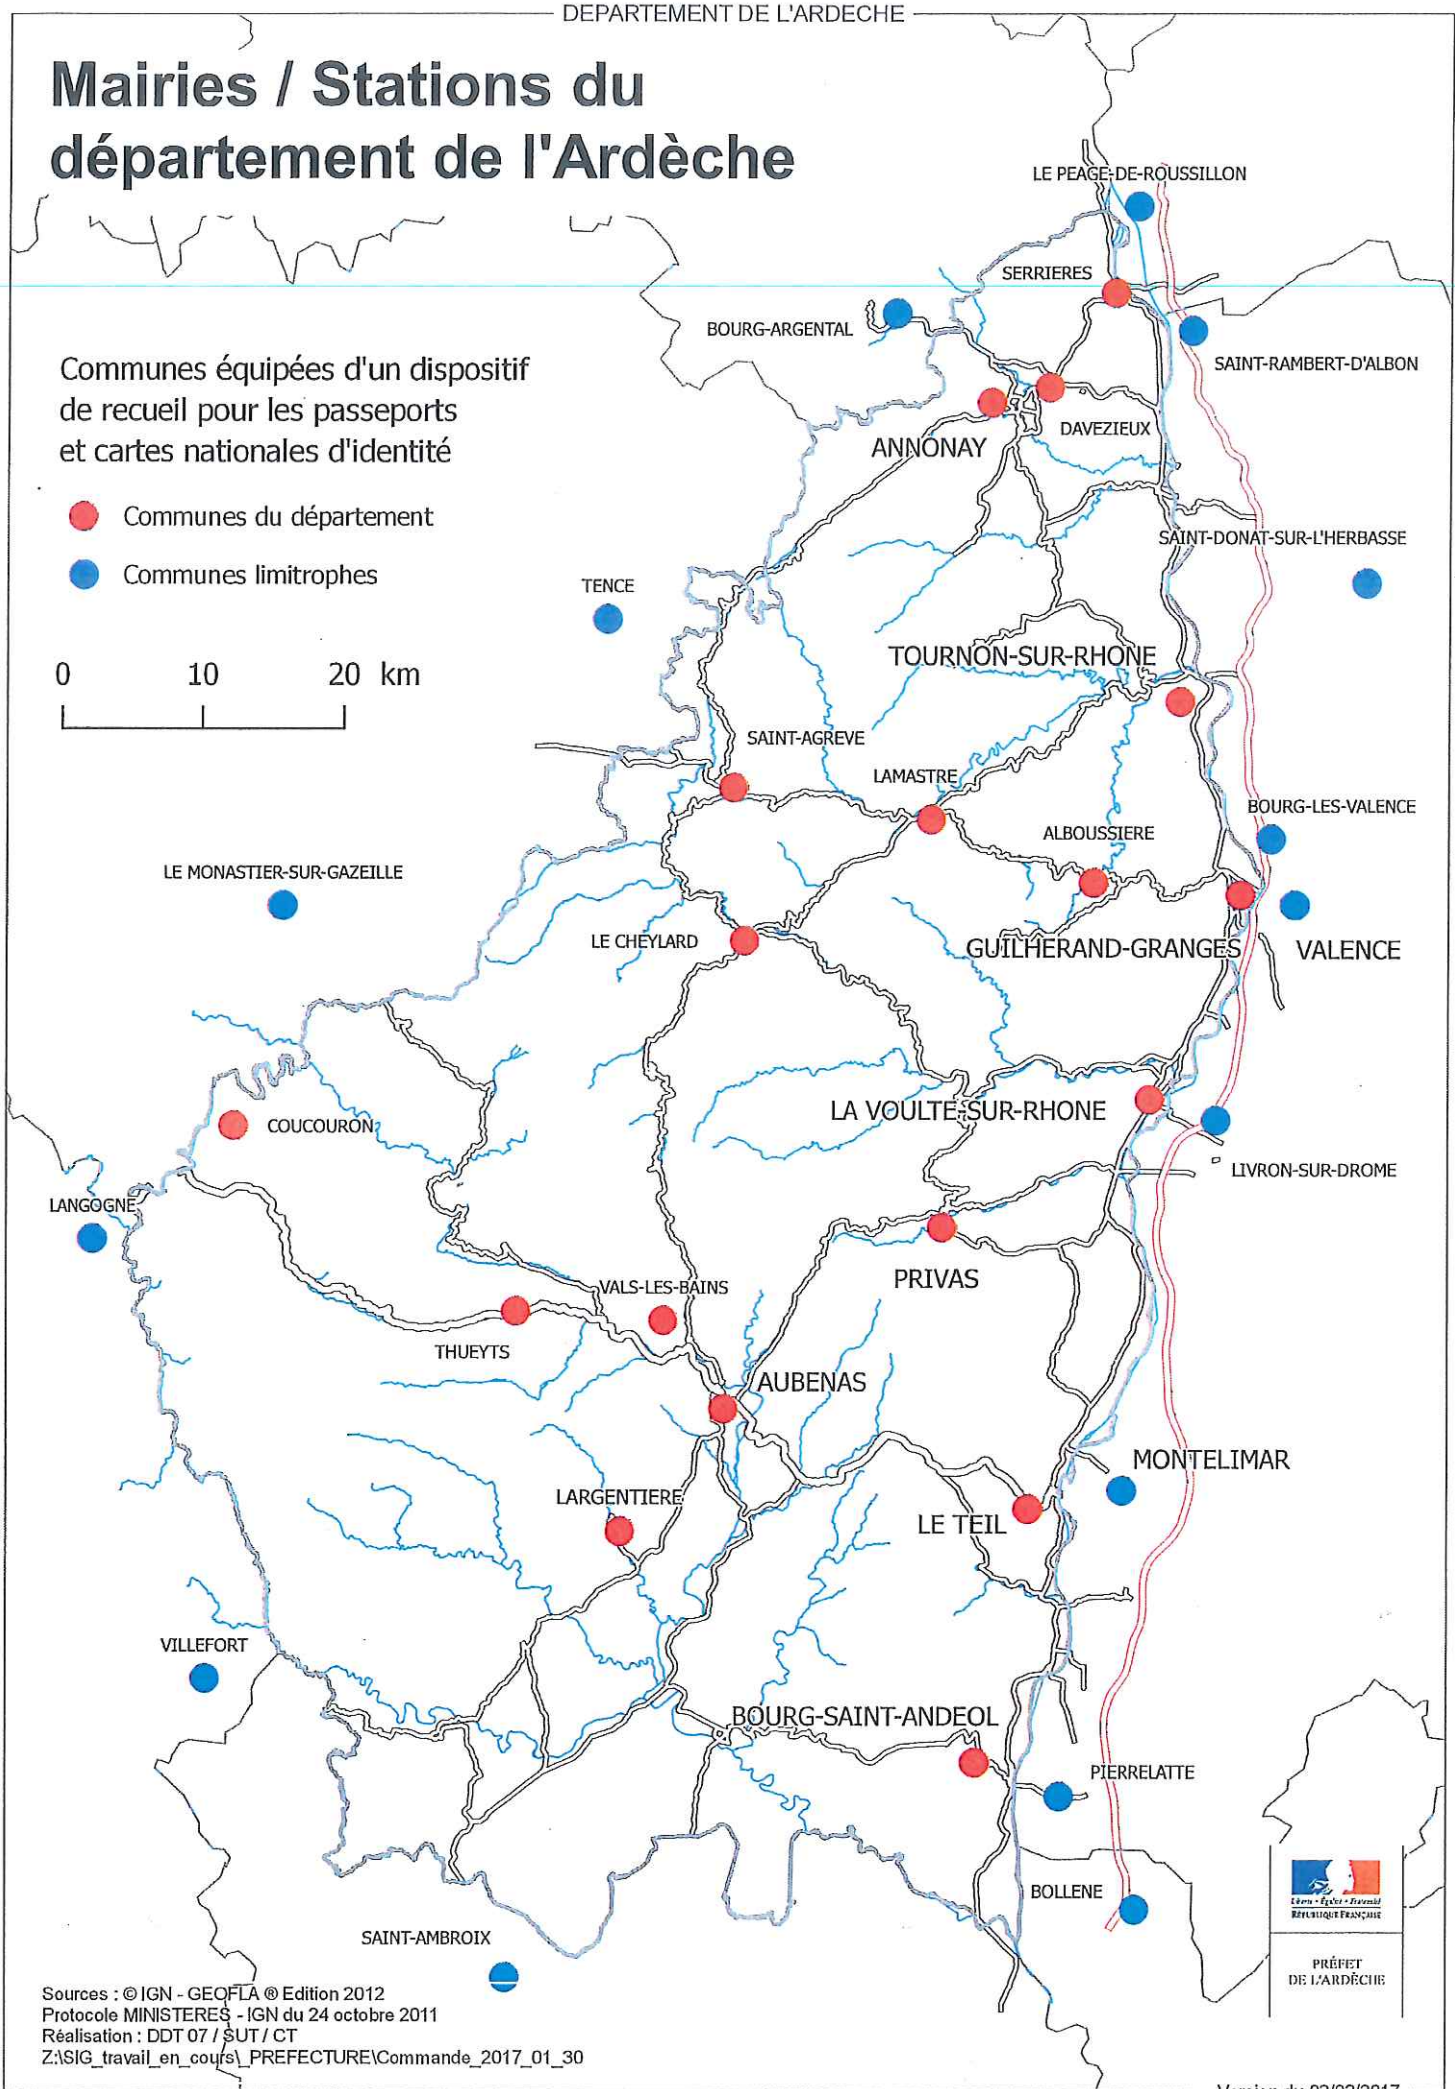 DEPARTEMENT DE L'ARDECHE
Mairies / Stations du
département de l'Ardèche
LE PEAGE-DE-ROUSSILLON
SERRIERES
BOURG-ARGENTAL
SAINT-RAMBERT-D'ALBON
Communes équipées d'un dispositif
de recueil pour les passeports
et cartes nationales d'identité
DAVEZIEUX
ANNONAY
Communes du département
Communes limitrophes
SAINT-DONAT-SUR-L'HERBASSE
TENCE
TOURNON-SUR-RHONE
0 10 20 km
SAINT-AGREVE
LAMASTRE
BOURG-LES-VALENCE
ALBOUSSIERE
LE MONASTIER-SUR-GAZEILLE
LE CHEYLARD
GUILHERAND-GRANGES
VALENCE
LA VOULTE-SUR-RHONE
COUCOURON
LIVRON-SUR-DROME
LANGOGNE
PRIVAS
VALS-LES-BAINS
THUEYTS
AUBENAS
MONTELIMAR
LARGENTIERE
LE TEIL
VILLEFORT
BOURG-SAINT-ANDEOL
PIERRELATTE
BOLLENE
Liberté • Égalité • Fraternité
RÉPUBLIQUE FRANÇAISE
SAINT-AMBROIX
PRÉFET
DE L'ARDÈCHE
Sources : © IGN - GEOFLA ® Edition 2012
Protocole MINISTERES - IGN du 24 octobre 2011
Réalisation : DDT 07 / SUT / CT
Z:\SIG_travail_en_cours\_PREFECTURE\Commande_2017_01_30